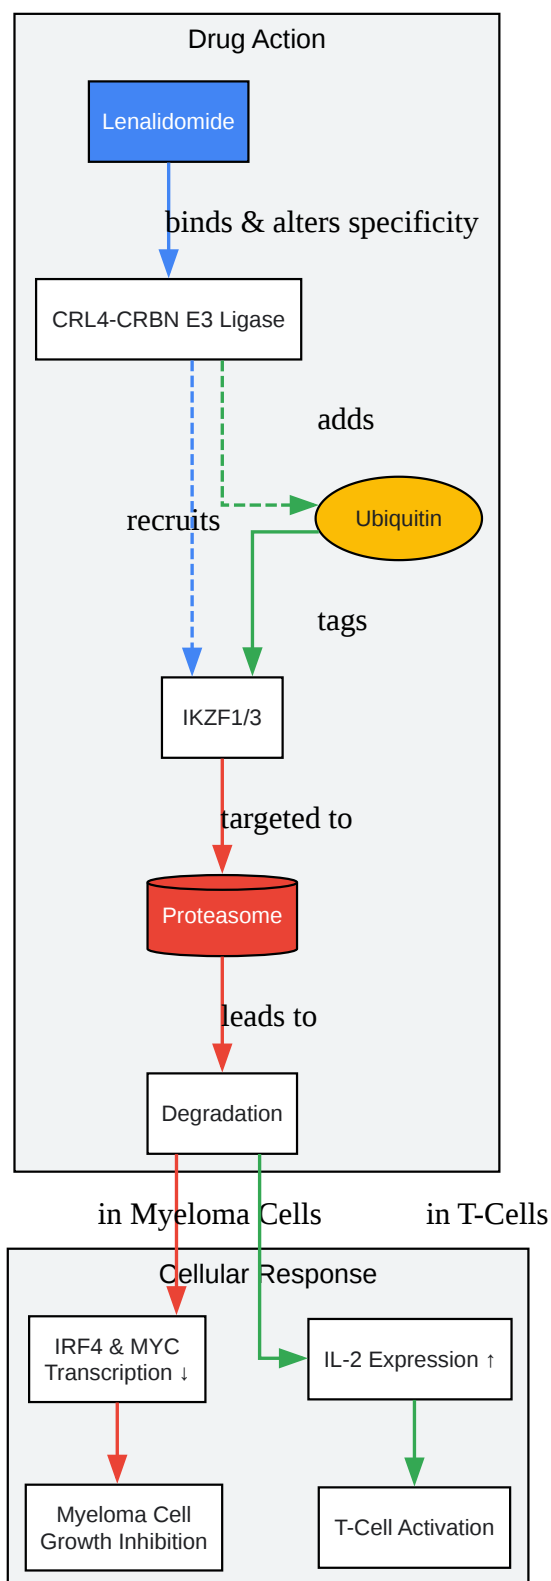 Drug Action
Lenalidomide
binds & alters specificity
CRL4-CRBN E3 Ligase
adds
recruits
Ubiquitin
tags
IKZF1/3
targeted to
Proteasome
leads to
Degradation
in Myeloma Cells
in T-Cells
Cellular Response
IRF4 & MYC
Transcription ↓
IL-2 Expression ↑
Myeloma Cell
Growth Inhibition
T-Cell Activation